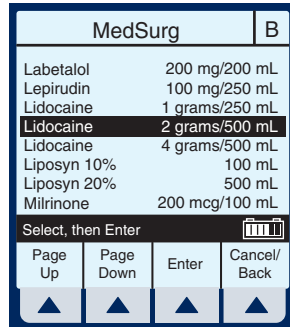 MedSurg B
Labetalol 200 mg/200 mL
Lepirudin 100 mg/250 mL
Lidocaine 1 grams/250 mL
Lidocaine 2 grams/500 mL
Lidocaine 4 grams/500 mL
Liposyn 10% 100 mL
Liposyn 20% 500 mL
Milrinone 200 mcg/100 mL
Select, then Enter
Page Up
Page Down
Enter
Cancel/
Back